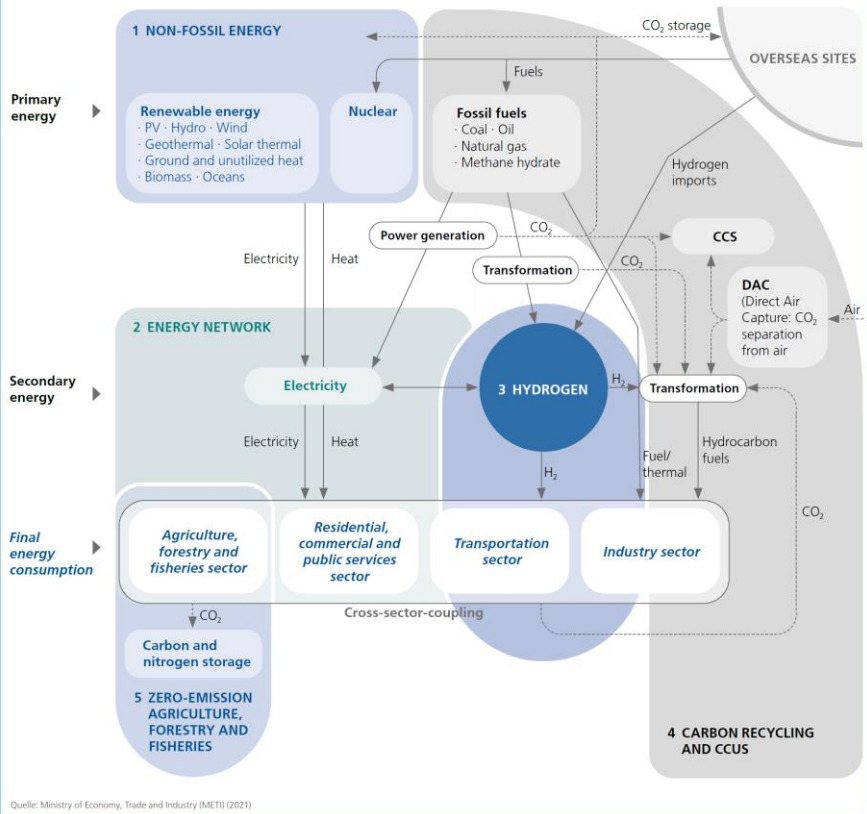 1 NON-FOSSIL ENERGY
CO₂ storage
OVERSEAS SITES
Fuels
Primary
energy
Renewable energy
· PV · Hydro · Wind
· Geothermal · Solar thermal
· Ground and unutilized heat
· Biomass · Oceans
Nuclear
Fossil fuels
· Coal · Oil
· Natural gas
· Methane hydrate
Hydrogen
imports
Power generation
CO₂
CCS
Electricity
Heat
Transformation
CO₂
DAC
(Direct Air
Capture: CO₂
separation
from air
Air
2 ENERGY NETWORK
Secondary
energy
Electricity
3 HYDROGEN
H₂
Transformation
Electricity
Heat
H₂
Fuel/
thermal
Hydrocarbon
fuels
CO₂
Final
energy
consumption
Agriculture,
forestry and
fisheries sector
Residential,
commercial and
public services
sector
Transportation
sector
Industry sector
CO₂
Cross-sector-coupling
Carbon and
nitrogen storage
5 ZERO-EMISSION
AGRICULTURE,
FORESTRY AND
FISHERIES
4 CARBON RECYCLING
AND CCUS
Quelle: Ministry of Economy, Trade and Industry (METI) (2021)